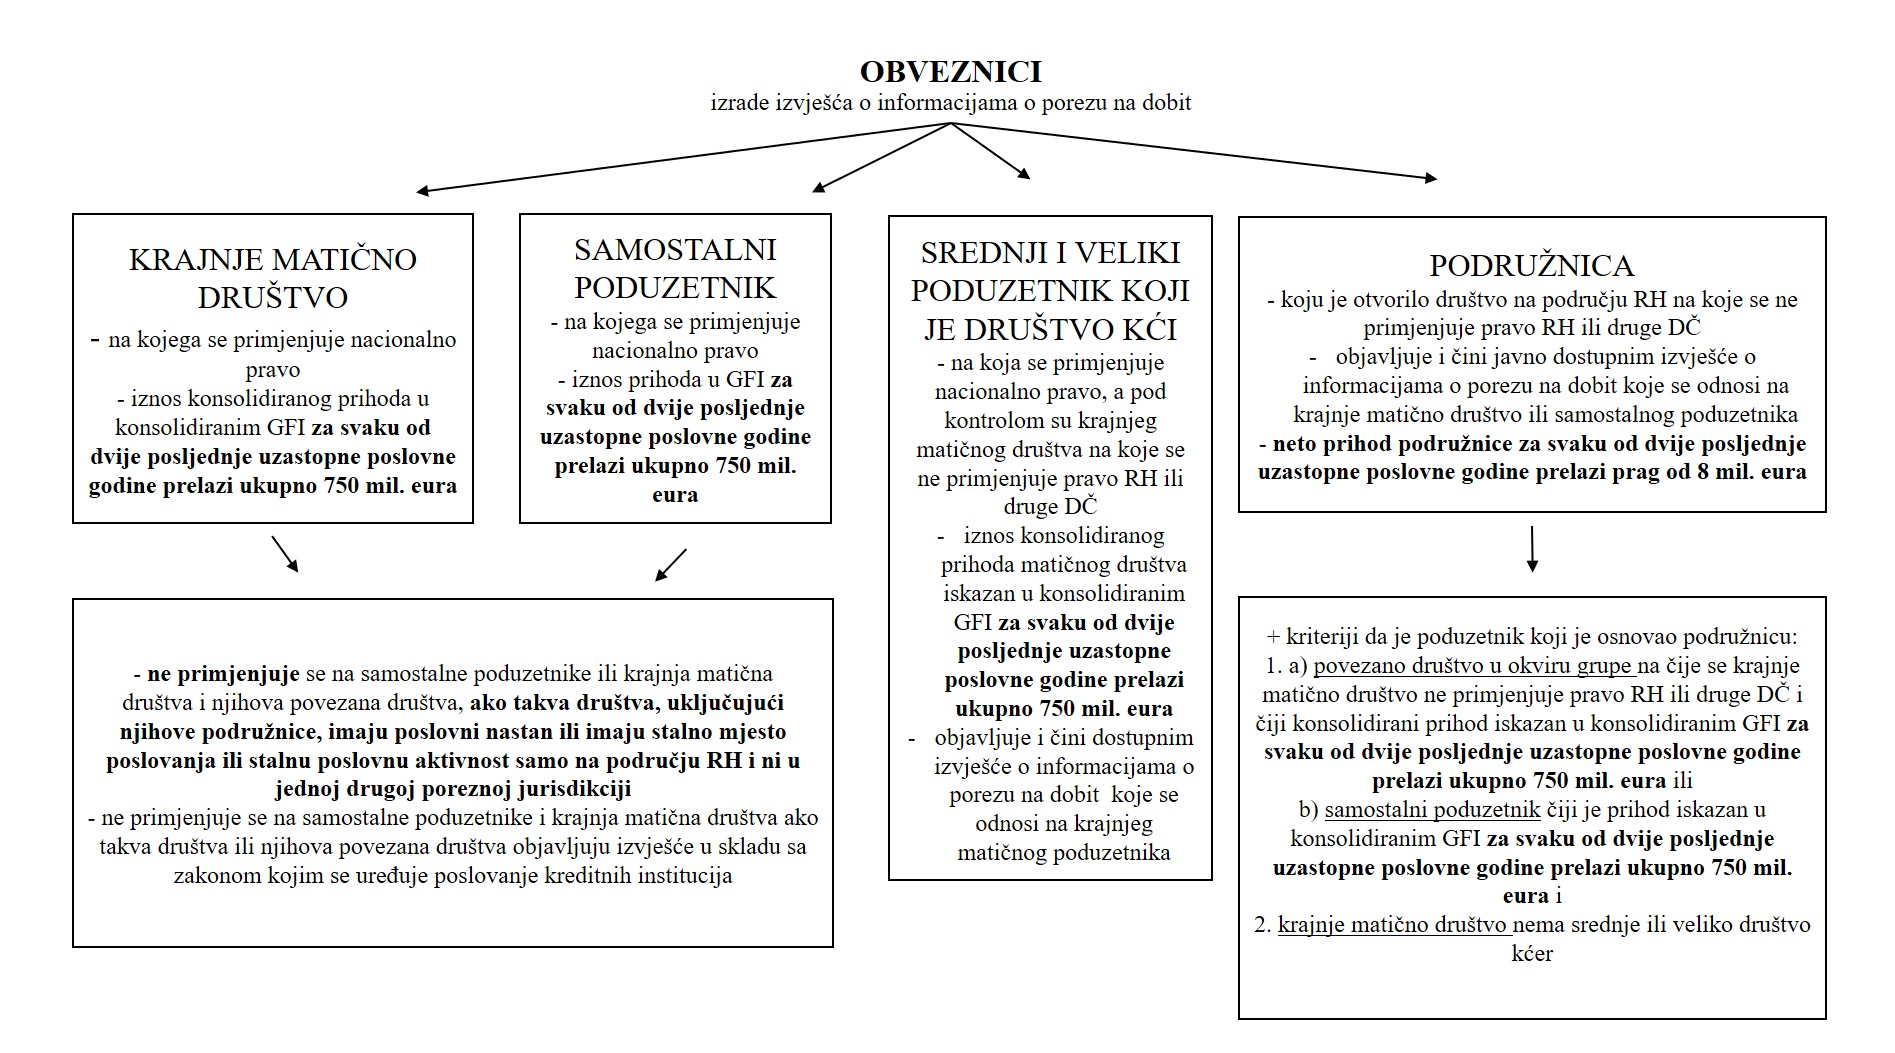 OBVEZNICI
izrade izvješća o informacijama o porezu na dobit
KRAJNJE MATIČNO
DRUŠTVO
- na kojega se primjenjuje nacionalno
pravo
- iznos konsolidiranog prihoda u
konsolidiranim GFI za svaku od
dvije posljednje uzastopne poslovne
godine prelazi ukupno 750 mil. eura
SAMOSTALNI
PODUZETNIK
- na kojega se primjenjuje
nacionalno pravo
- iznos prihoda u GFI za
svaku od dvije posljednje
uzastopne poslovne godine
prelazi ukupno 750 mil.
eura
- ne primjenjuje se na samostalne poduzetnike ili krajnja matična
društva i njihova povezana društva, ako takva društva, uključujući
njihove podružnice, imaju poslovni nastan ili imaju stalno mjesto
poslovanja ili stalnu poslovnu aktivnost samo na području RH i ni u
jednoj drugoj poreznoj jurisdikciji
- ne primjenjuje se na samostalne poduzetnike i krajnja matična društva ako
takva društva ili njihova povezana društva objavljuju izvješće u skladu sa
zakonom kojim se uređuje poslovanje kreditnih institucija
SREDNJI I VELIKI
PODUZETNIK KOJI
JE DRUŠTVO KĆI
- na koja se primjenjuje
nacionalno pravo, a pod
kontrolom su krajnjeg
matičnog društva na koje se
ne primjenjuje pravo RH ili
druge DČ
- iznos konsolidiranog
prihoda matičnog društva
iskazan u konsolidiranim
GFI za svaku od dvije
posljednje uzastopne
poslovne godine prelazi
ukupno 750 mil. eura
- objavljuje i čini dostupnim
izvješće o informacijama o
porezu na dobit koje se
odnosi na krajnjeg
matičnog poduzetnika
PODRUŽNICA
- koju je otvorilo društvo na području RH na koje se ne
primjenjuje pravo RH ili druge DČ
- objavljuje i čini javno dostupnim izvješće o
informacijama o porezu na dobit koje se odnosi na
krajnje matično društvo ili samostalnog poduzetnika
- neto prihod podružnice za svaku od dvije posljednje
uzastopne poslovne godine prelazi prag od 8 mil. eura
+ kriteriji da je poduzetnik koji je osnovao podružnicu:
1. a) povezano društvo u okviru grupe na čije se krajnje
matično društvo ne primjenjuje pravo RH ili druge DČ i
čiji konsolidirani prihod iskazan u konsolidiranim GFI za
svaku od dvije posljednje uzastopne poslovne godine
prelazi ukupno 750 mil. eura ili
b) samostalni poduzetnik čiji je prihod iskazan u
konsolidiranim GFI za svaku od dvije posljednje
uzastopne poslovne godine prelazi ukupno 750 mil.
eura i
2. krajnje matično društvo nema srednje ili veliko društvo
kćer